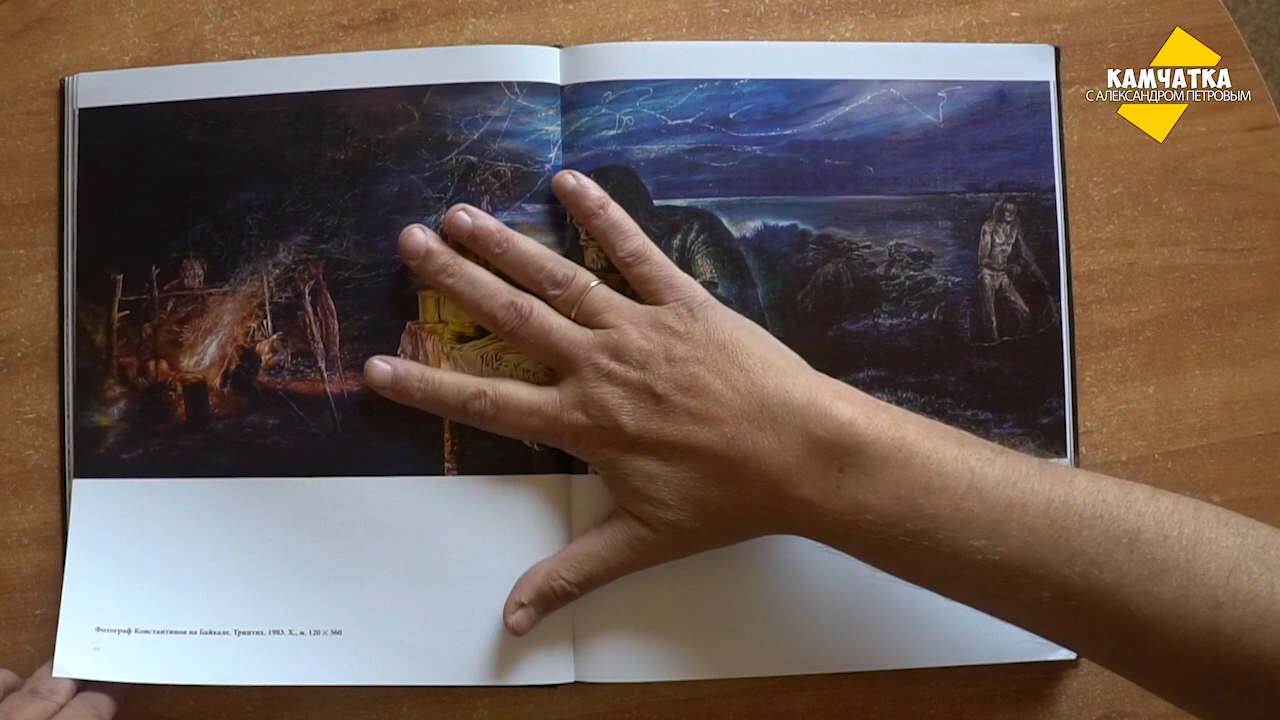 КАМЧАТКА
С АЛЕКСАНДРОМ ПЕТРОВЫМ
Фотограф Константинов на Байкале. Триптих. 1983. Х., м. 120 х 360